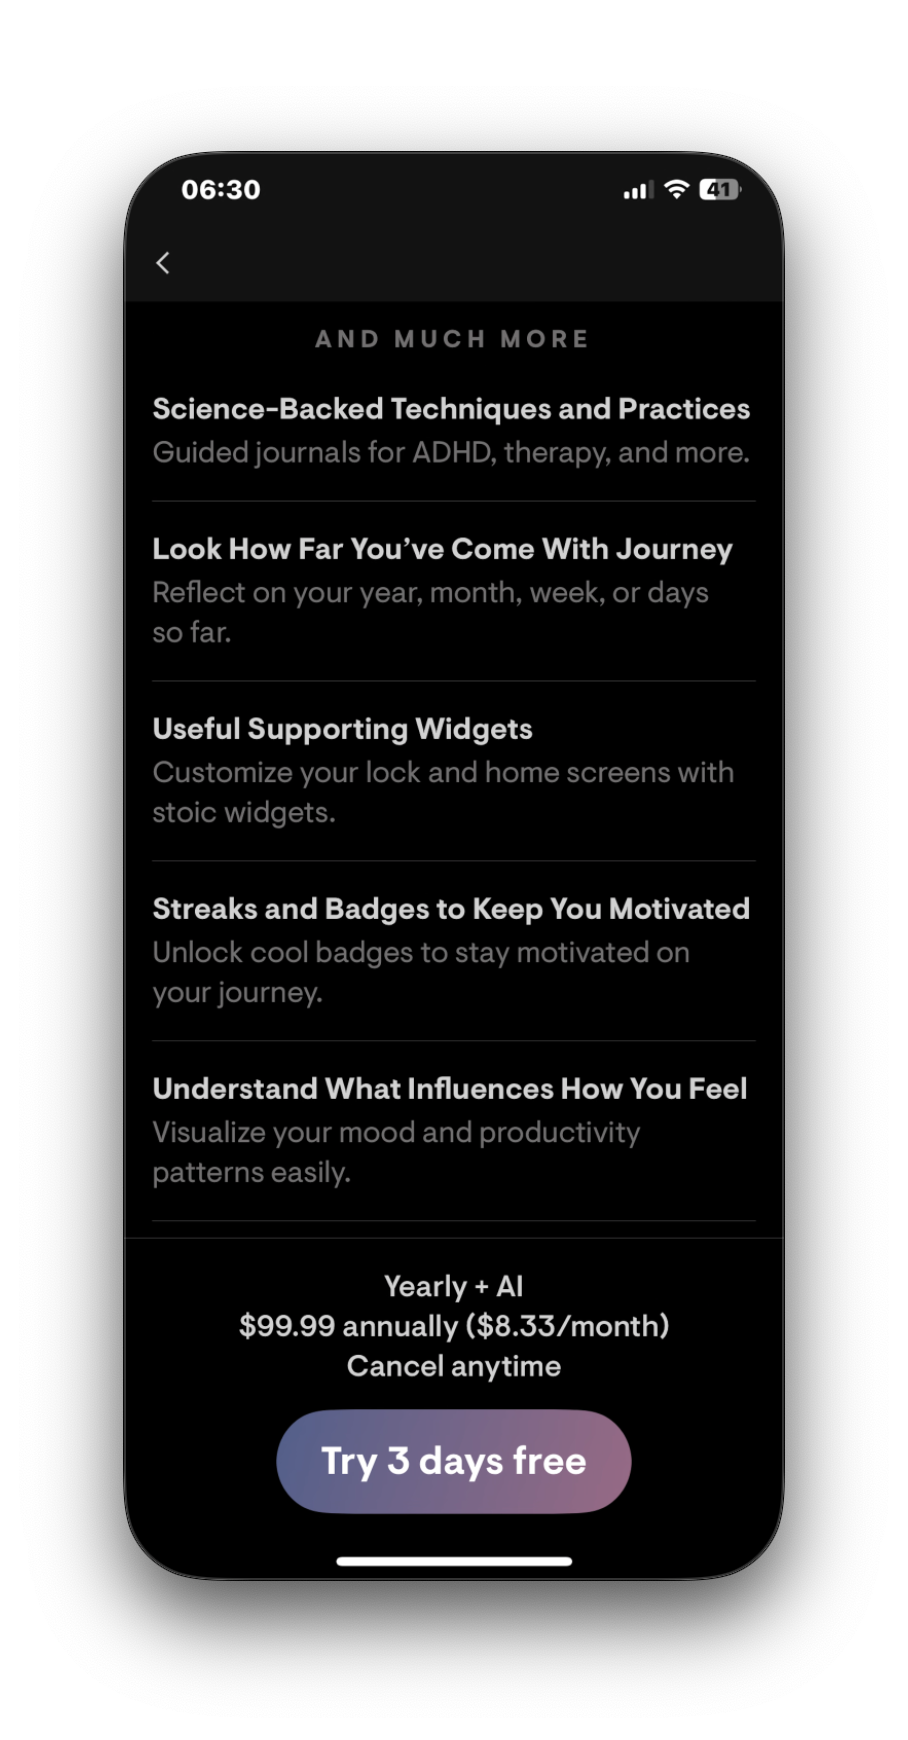 06:30
41
AND MUCH MORE
Science-Backed Techniques and Practices
Guided journals for ADHD, therapy, and more.
Look How Far You’ve Come With Journey
Reflect on your year, month, week, or days
so far.
Useful Supporting Widgets
Customize your lock and home screens with
stoic widgets.
Streaks and Badges to Keep You Motivated
Unlock cool badges to stay motivated on
your journey.
Understand What Influences How You Feel
Visualize your mood and productivity
patterns easily.
Yearly + AI
$99.99 annually ($8.33/month)
Cancel anytime
Try 3 days free